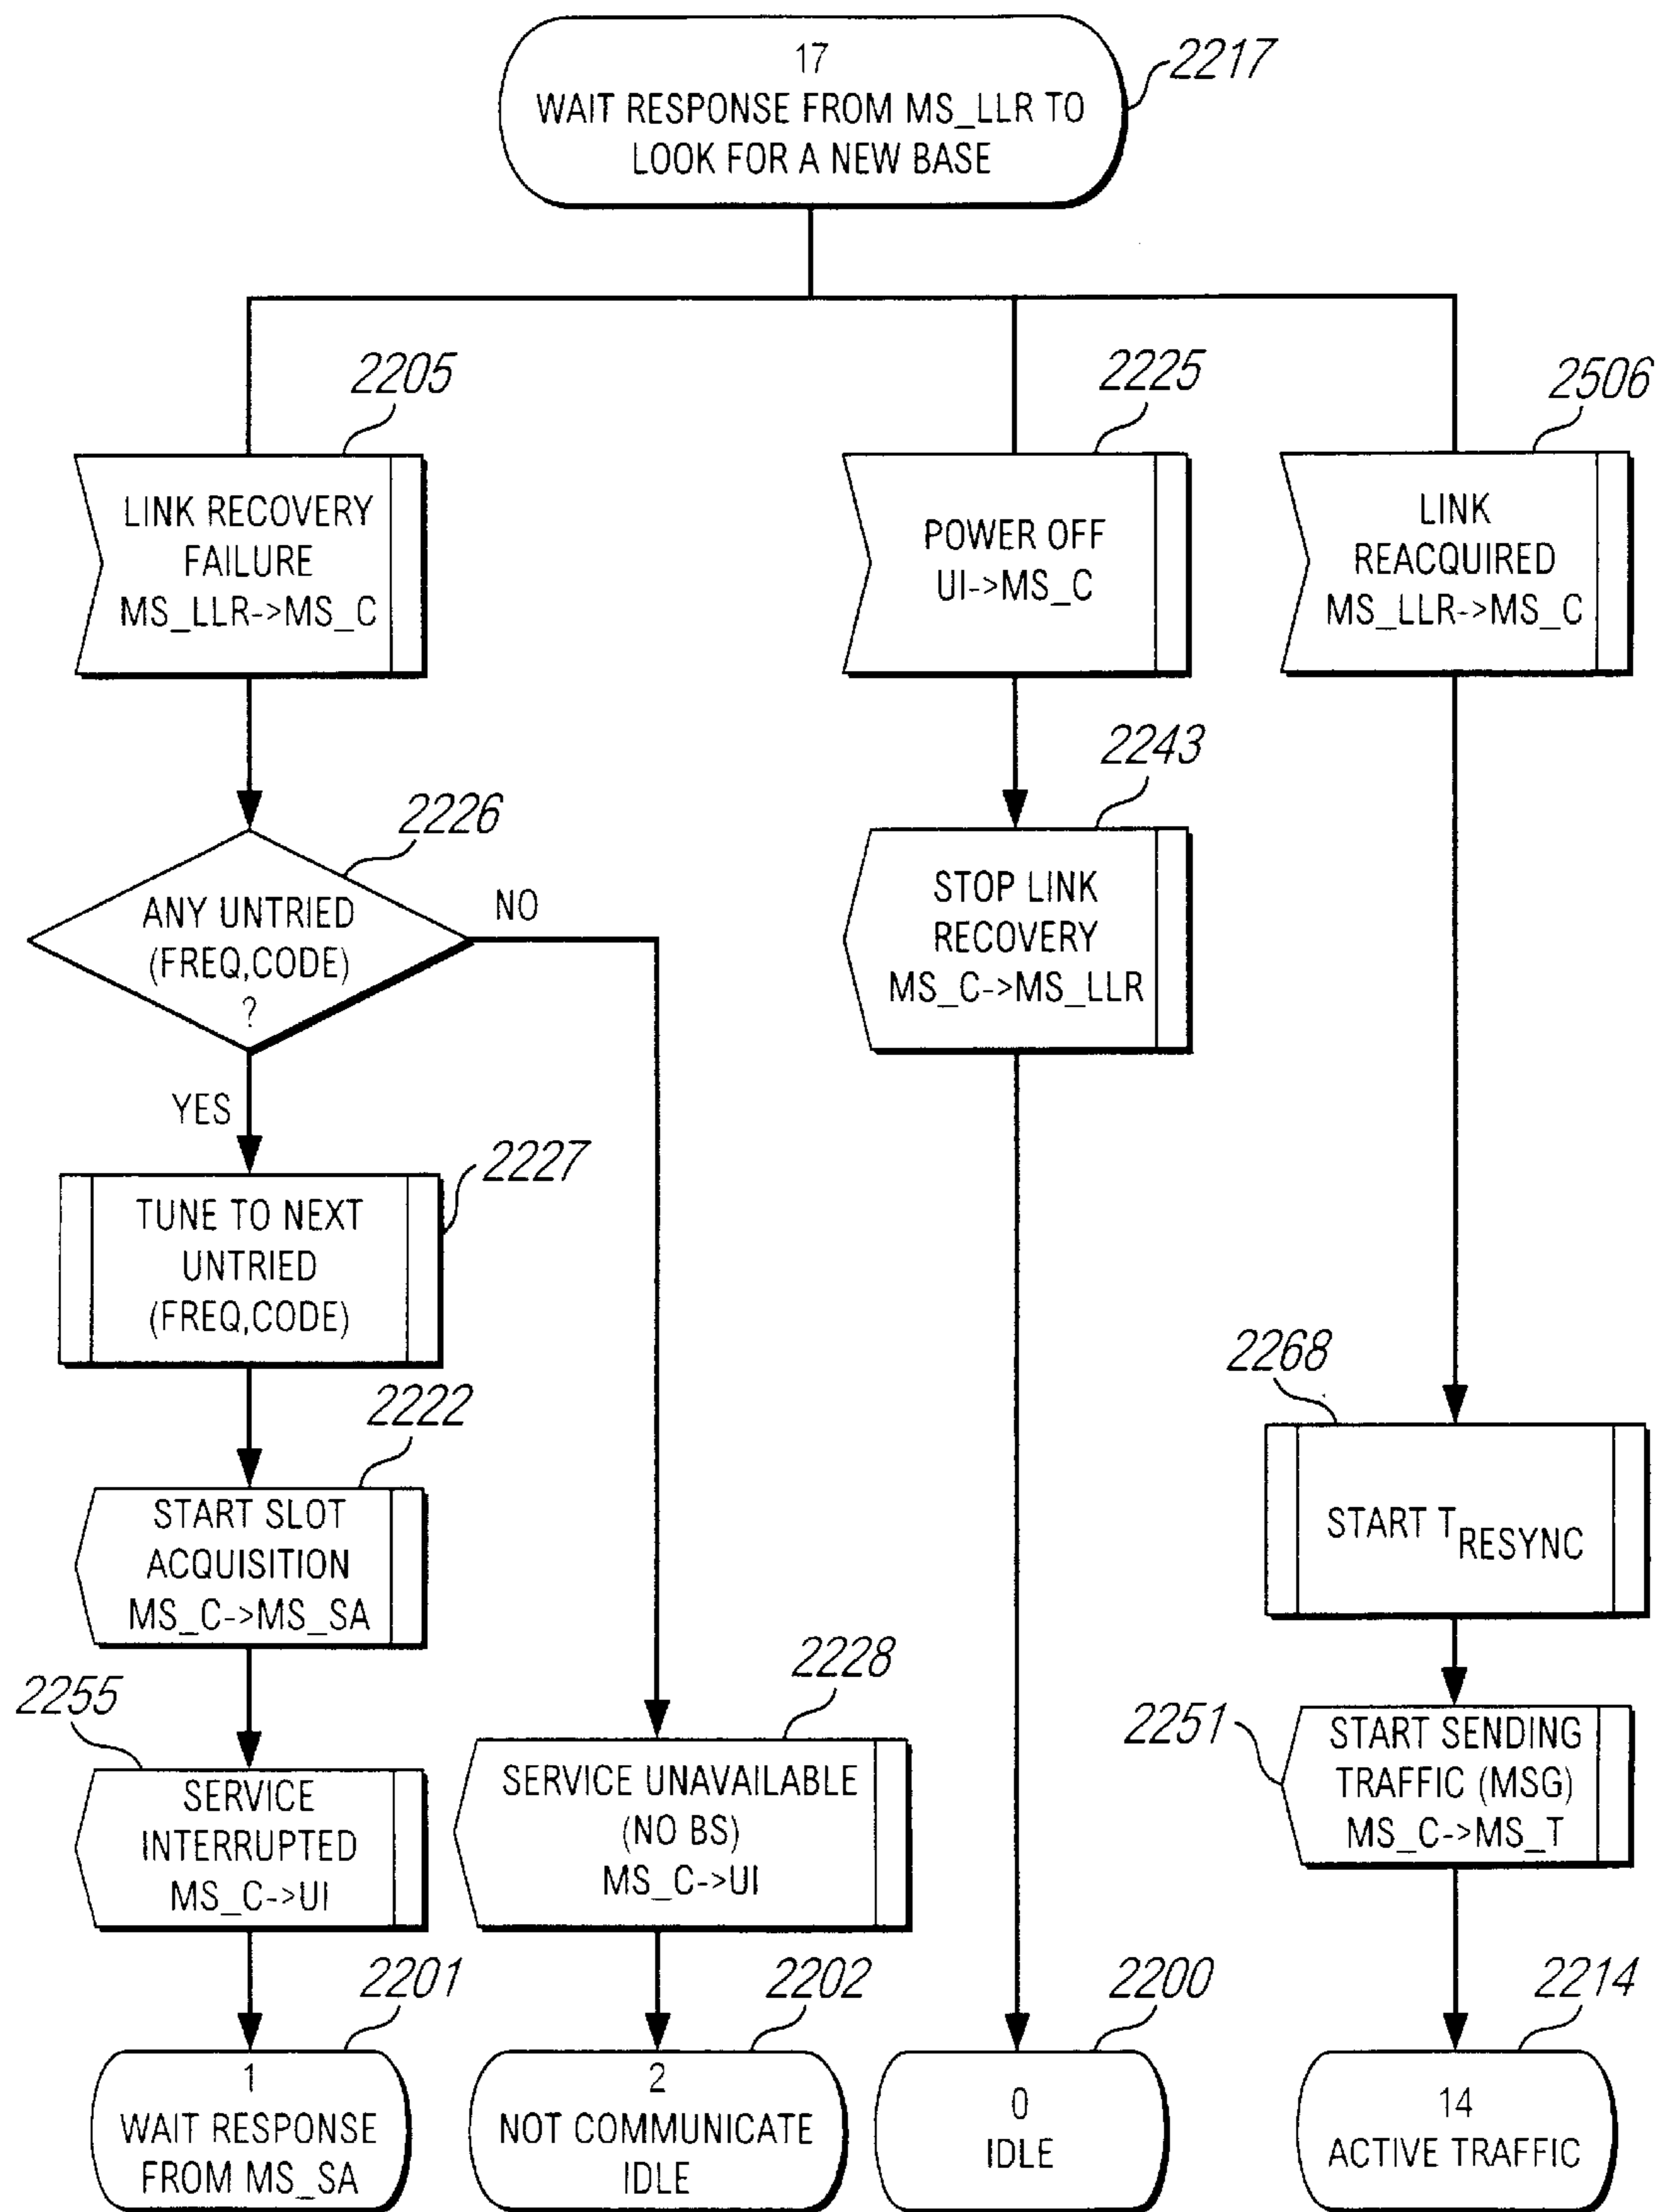 17
WAIT RESPONSE FROM MS_LLR TO
LOOK FOR A NEW BASE
2217
2205
LINK RECOVERY
FAILURE
MS_LLR->MS_C
2225
POWER OFF
UI->MS_C
2506
LINK
REACQUIRED
MS_LLR->MS_C
2226
ANY UNTRIED
(FREQ,CODE)
?
NO
YES
2243
STOP LINK
RECOVERY
MS_C->MS_LLR
2227
TUNE TO NEXT
UNTRIED
(FREQ,CODE)
2222
START SLOT
ACQUISITION
MS_C->MS_SA
2268
START T RESYNC
2255
SERVICE
INTERRUPTED
MS_C->UI
2228
SERVICE UNAVAILABLE
(NO BS)
MS_C->UI
2251
START SENDING
TRAFFIC (MSG)
MS_C->MS_T
2201
1
WAIT RESPONSE
FROM MS_SA
2202
2
NOT COMMUNICATE
IDLE
2200
0
IDLE
2214
14
ACTIVE TRAFFIC